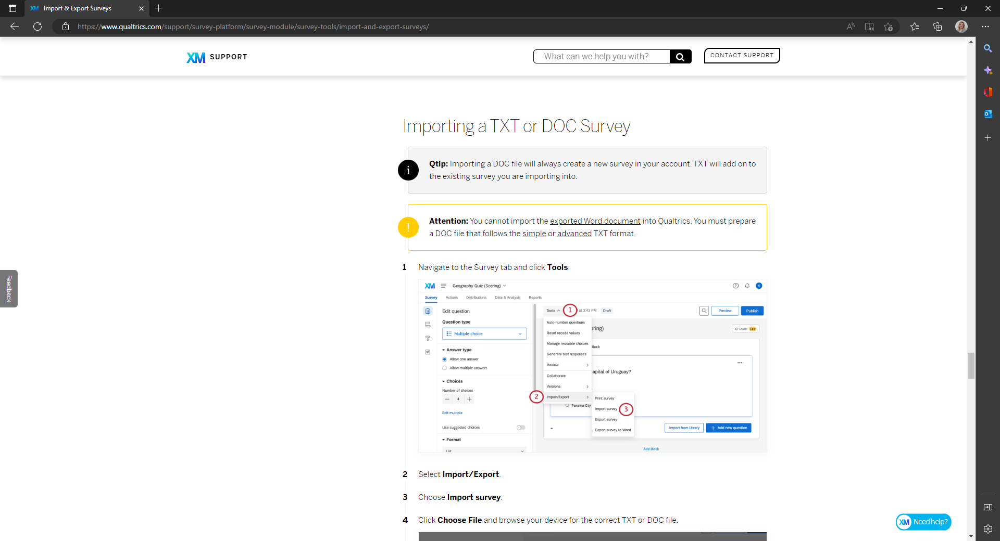 Import & Export Surveys
https://www.qualtrics.com/support/survey-platform/survey-module/survey-tools/import-and-export-surveys/
XM SUPPORT
What can we help you with?
CONTACT SUPPORT
Importing a TXT or DOC Survey
i
Qtip: Importing a DOC file will always create a new survey in your account. TXT will add on to
the existing survey you are importing into.
!
Attention: You cannot import the exported Word document into Qualtrics. You must prepare
a DOC file that follows the simple or advanced TXT format.
Feedback
1 Navigate to the Survey tab and click Tools.
XM Geography Quiz (Scoring)
? K
Survey Actions Distributions Data & Analysis Reports
Edit question
Question type
Multiple choice
Answer type
Allow one answer
Allow multiple answers
Choices
Number of choices
4
Edit multiple
Use suggested choices
Format
List
Tools 1 at 3:43 PM Draft
Preview Publish
Auto-number questions
Reset recode values
Manage reusable choices
Generate test responses
Review
Collaborate
Versions
2 Import/Export
oring)
IQ Score: Fair
Block
capital of Uruguay?
Panama City
Print survey
Import survey 3
Export survey
Export survey to Word
Import from library
Add new question
Add Block
2 Select Import/Export.
3 Choose Import survey.
4 Click Choose File and browse your device for the correct TXT or DOC file.
XM Need help?